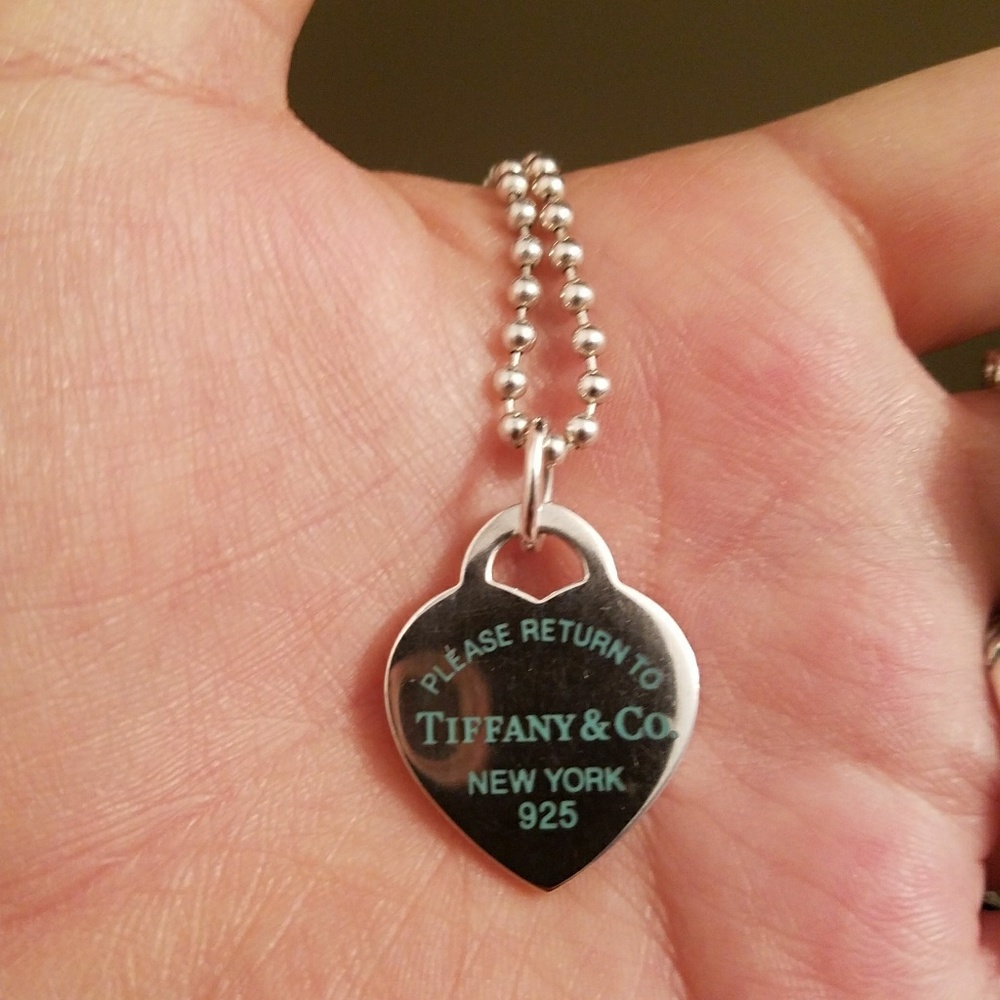 PLEASE RETURN TO
TIFFANY & CO.
NEW YORK
925